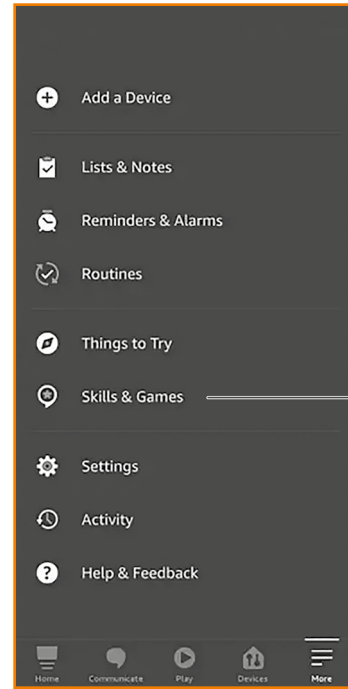 Add a Device
Lists & Notes
Reminders & Alarms
Routines
Things to Try
Skills & Games
Settings
Activity
Help & Feedback
Home Communicate Play Devices More